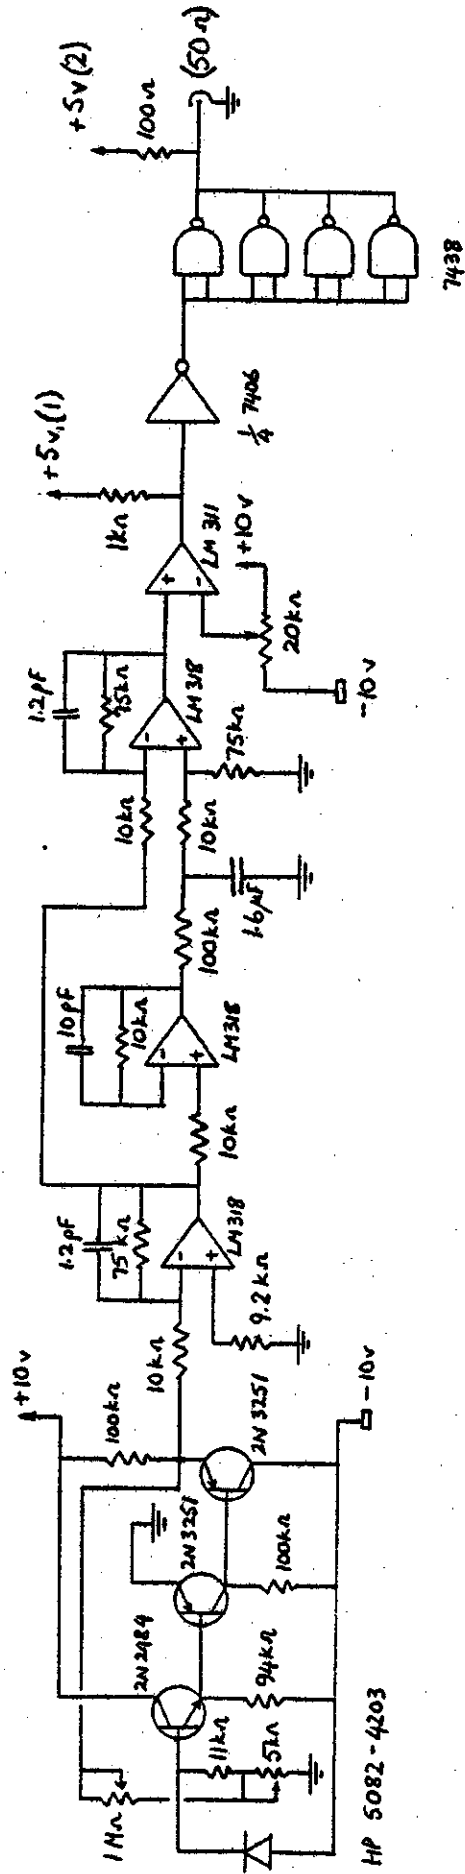 1MΩ
HP 5082-4203
11kΩ
5kΩ
2N2484
94kΩ
2N3251
100kΩ
+10v
100kΩ
2N3251
-10v
10kΩ
1.2pF
75kΩ
LM318
9.2kΩ
10kΩ
10pF
10kΩ
LM318
100kΩ
1.6μF
10kΩ
10kΩ
1.2pF
75kΩ
LM318
75kΩ
-10v
20kΩ
+10v
LM311
1kΩ
+5v,(1)
1/4 7406
7438
+5v(2)
100Ω
(50Ω)